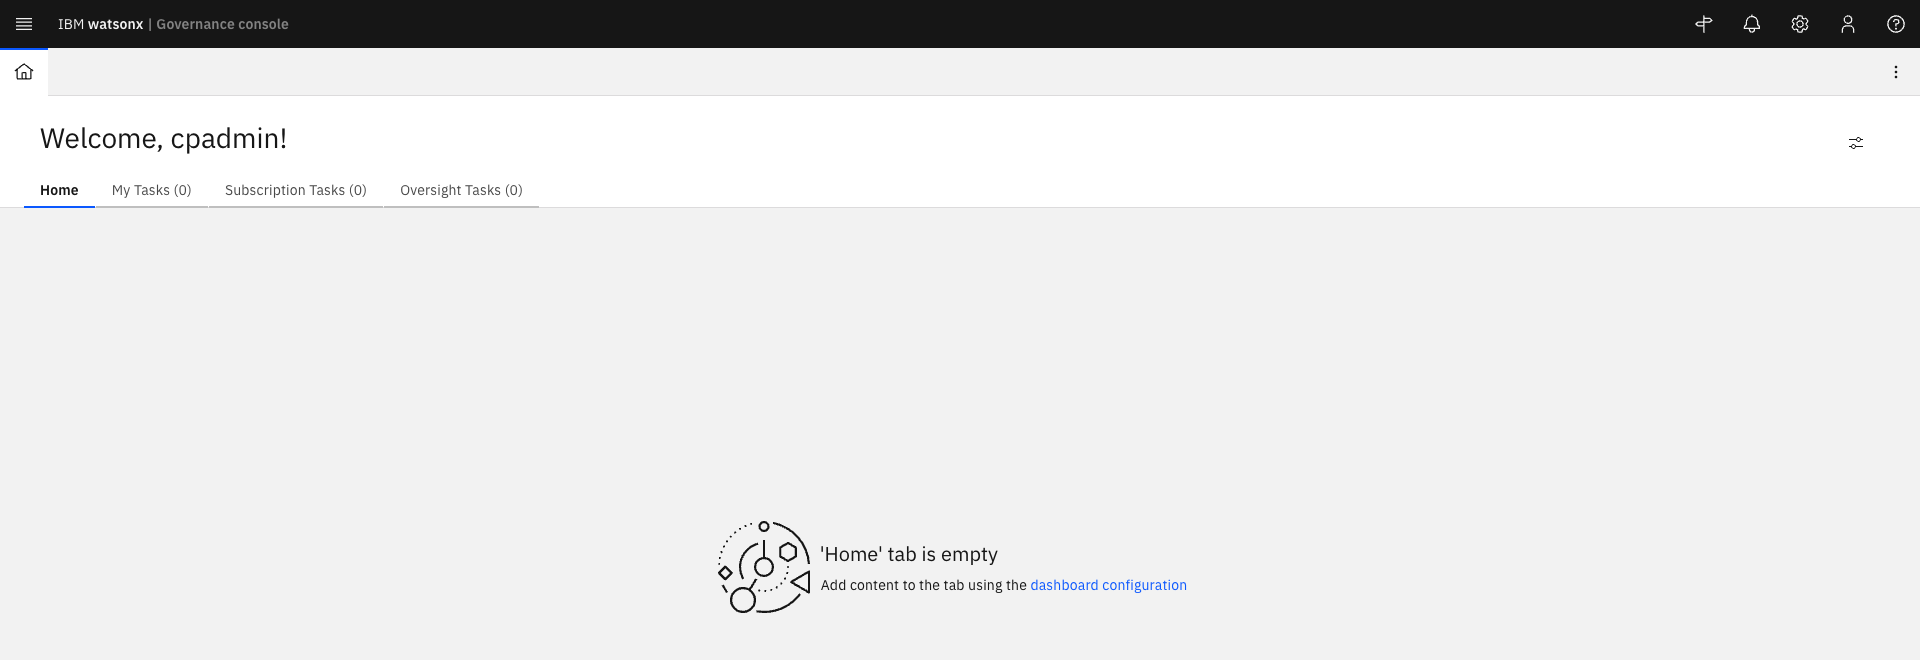 IBM watsonx | Governance console
Welcome, cpadmin!
Home My Tasks (0) Subscription Tasks (0) Oversight Tasks (0)
'Home' tab is empty
Add content to the tab using the dashboard configuration